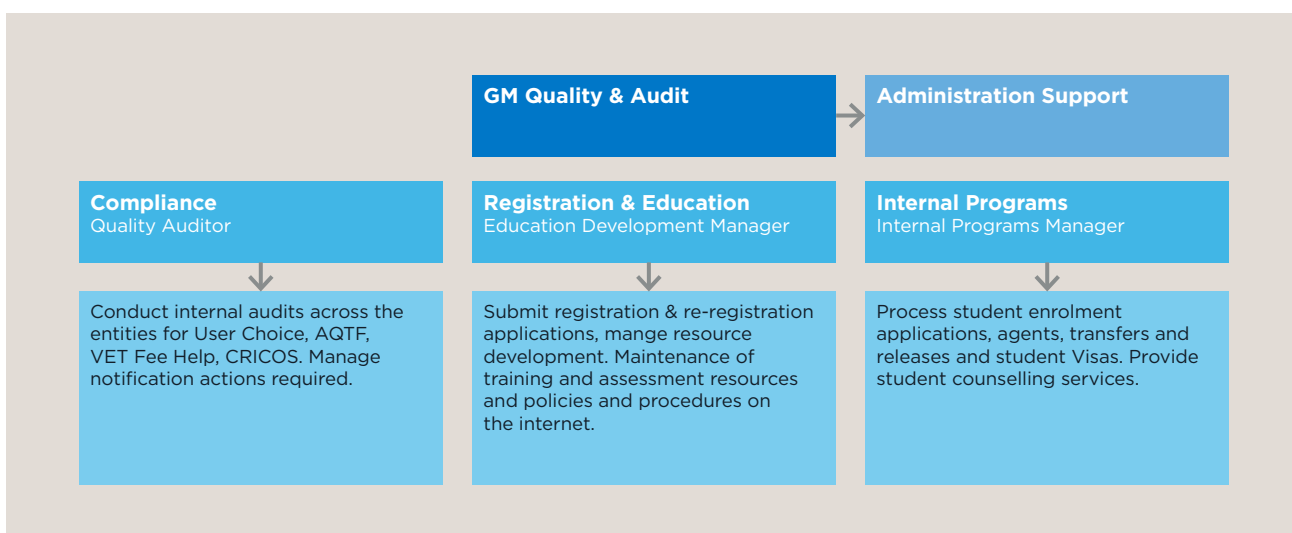 GM Quality & Audit
Administration Support
Compliance
Quality Auditor
Registration & Education
Education Development Manager
Internal Programs
Internal Programs Manager
Conduct internal audits across the
entities for User Choice, AQTF,
VET Fee Help, CRICOS. Manage
notification actions required.
Submit registration & re-registration
applications, mange resource
development. Maintenance of
training and assessment resources
and policies and procedures on
the internet.
Process student enrolment
applications, agents, transfers and
releases and student Visas. Provide
student counselling services.